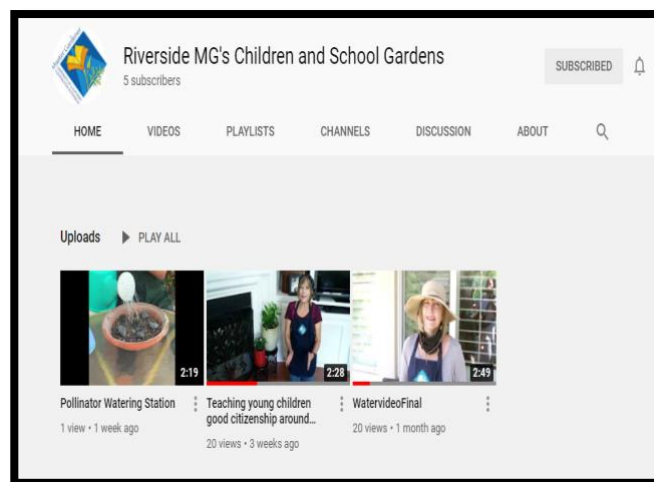 Riverside MG's Children and School Gardens
5 subscribers
SUBSCRIBED
HOME VIDEOS PLAYLISTS CHANNELS DISCUSSION ABOUT
Uploads PLAY ALL
2:19 2:28 2:49
Pollinator Watering Station
1 view • 1 week ago
Teaching young children
good citizenship around...
20 views • 3 weeks ago
WatervideoFinal
20 views • 1 month ago